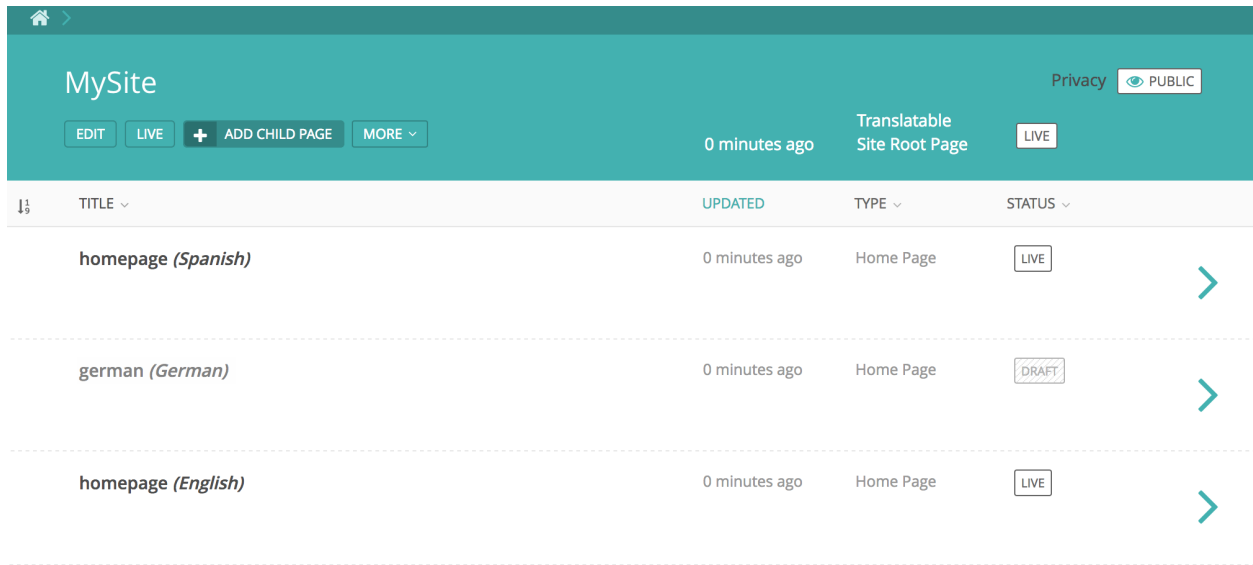 MySite
Privacy PUBLIC
EDIT LIVE ADD CHILD PAGE MORE
0 minutes ago
Translatable
Site Root Page
LIVE
1
9
TITLE UPDATED TYPE STATUS
homepage (Spanish) 0 minutes ago Home Page LIVE
german (German) 0 minutes ago Home Page DRAFT
homepage (English) 0 minutes ago Home Page LIVE